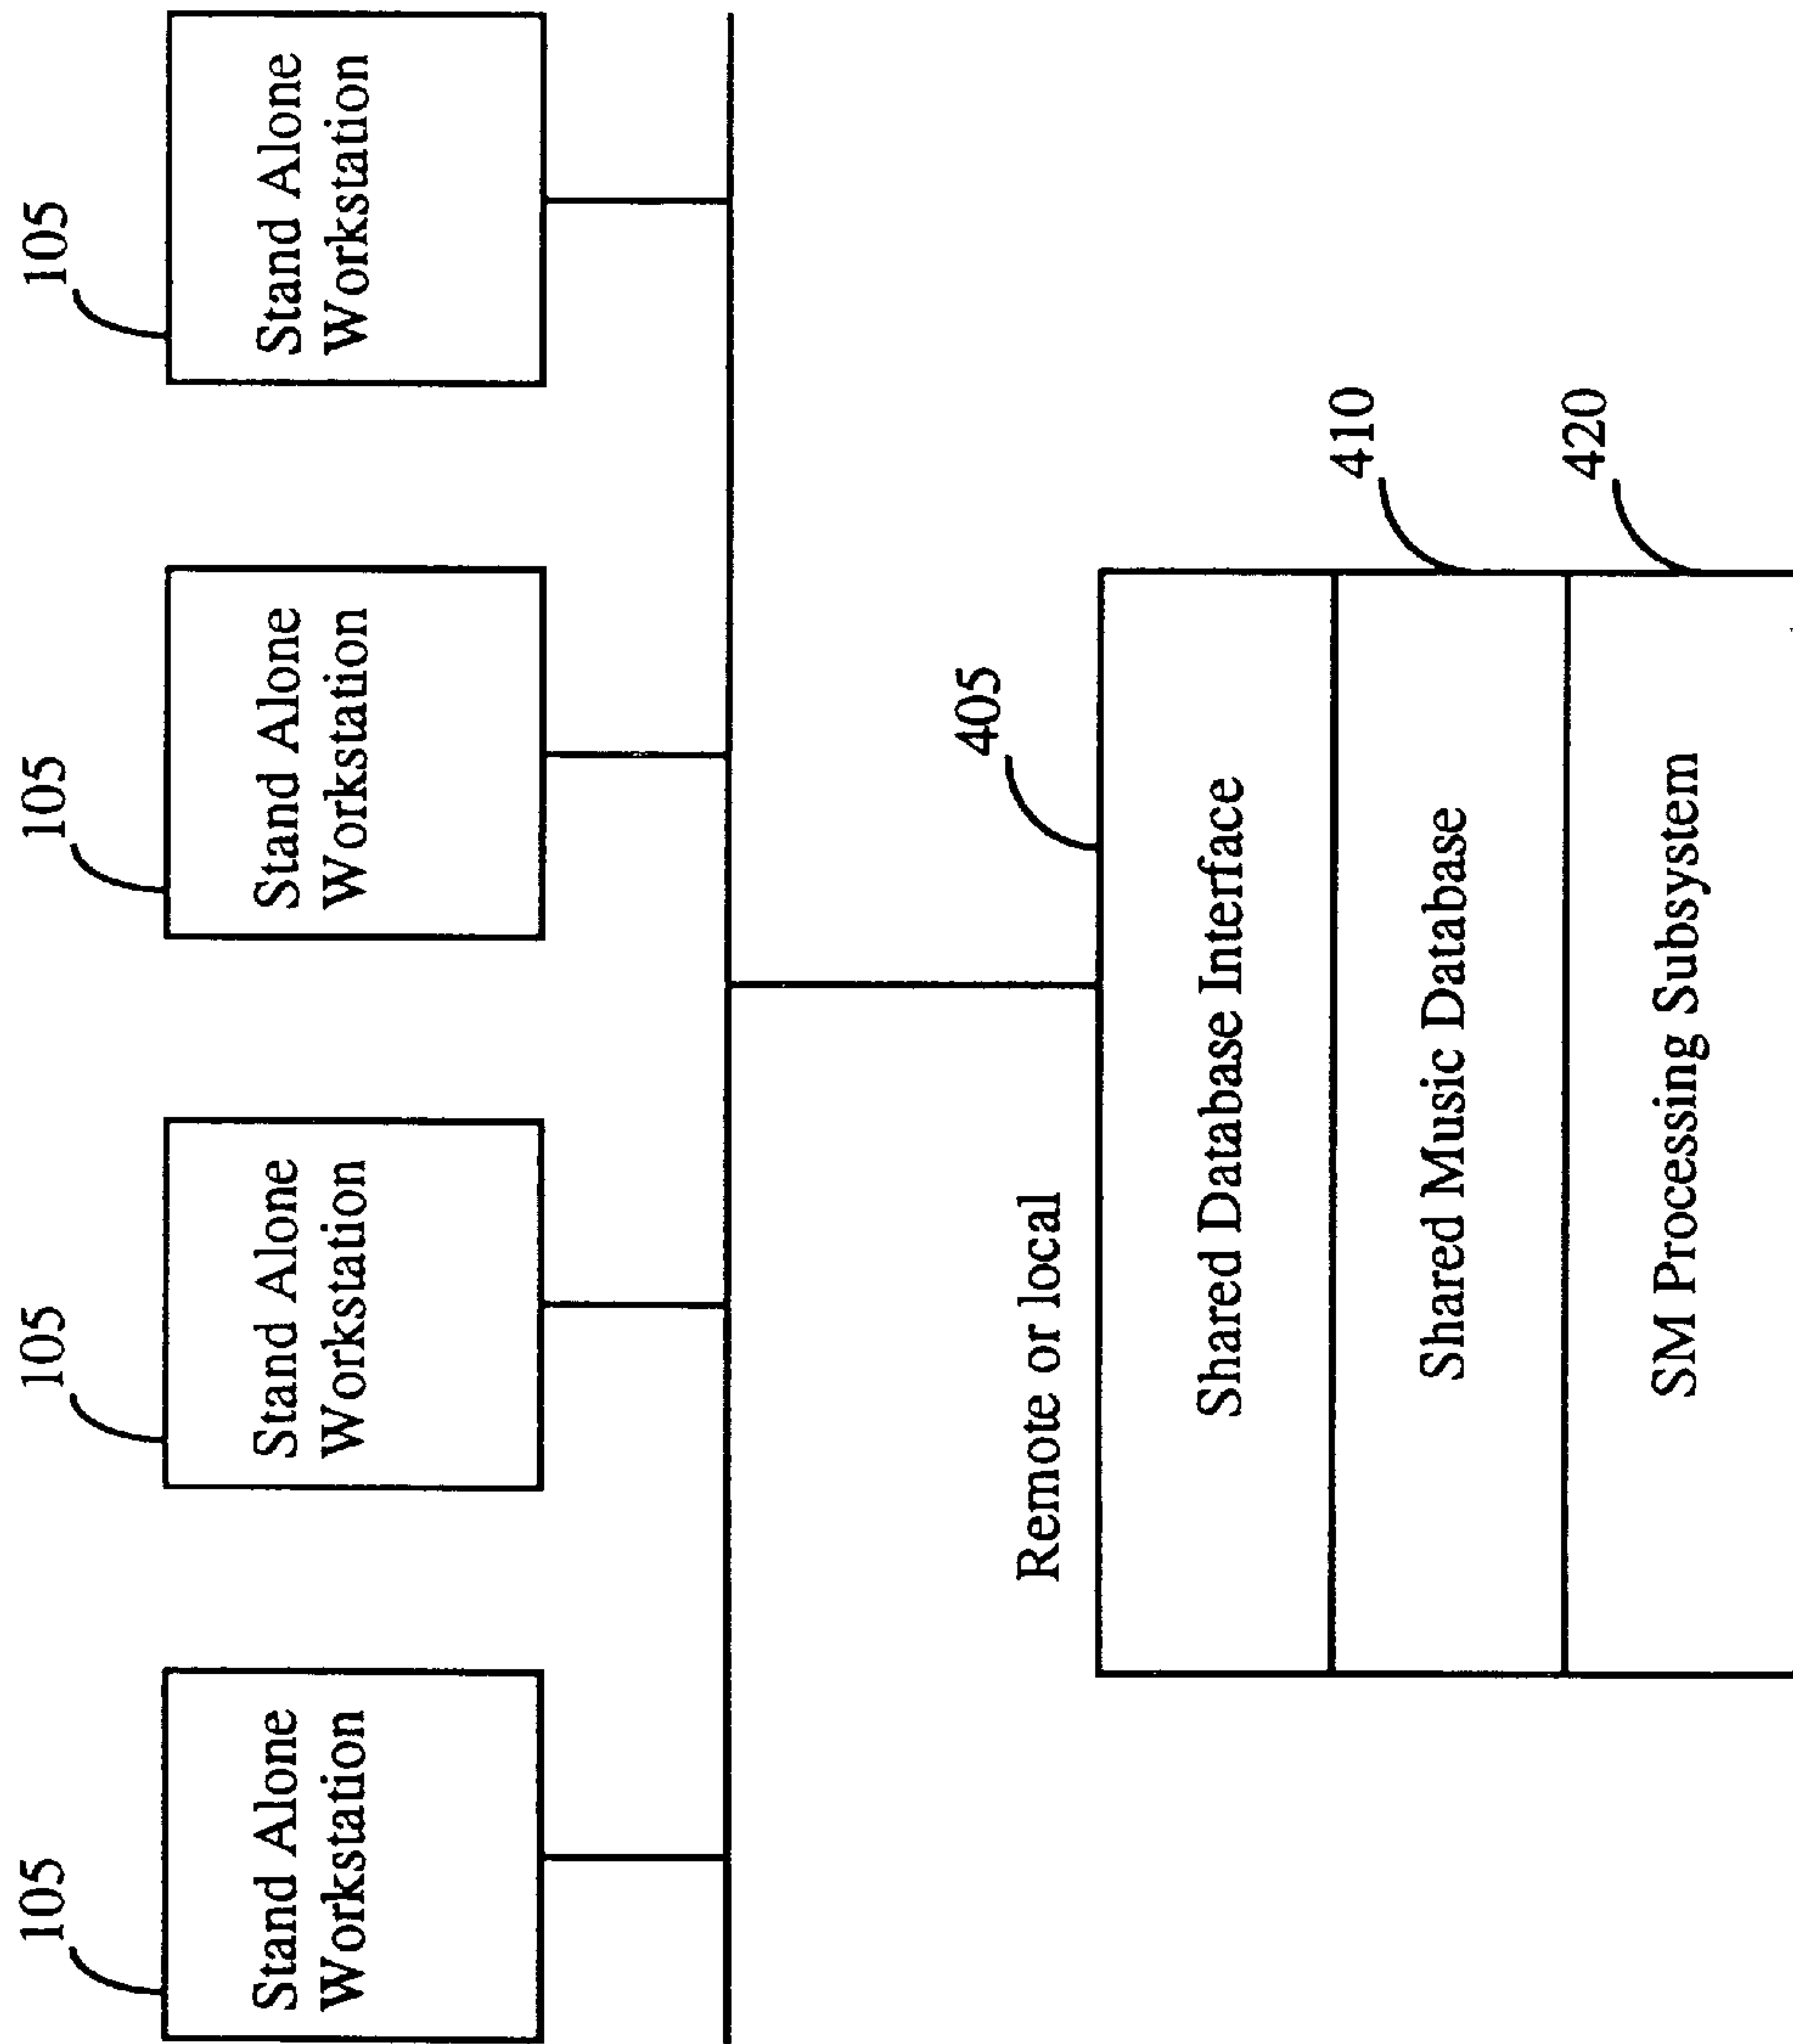 105
105
105
105
Stand Alone
Workstation
Stand Alone
Workstation
Stand Alone
Workstation
Stand Alone
Workstation
Remote or local
405
Shared Database Interface
410
Shared Music Database
420
SM Processing Subsystem